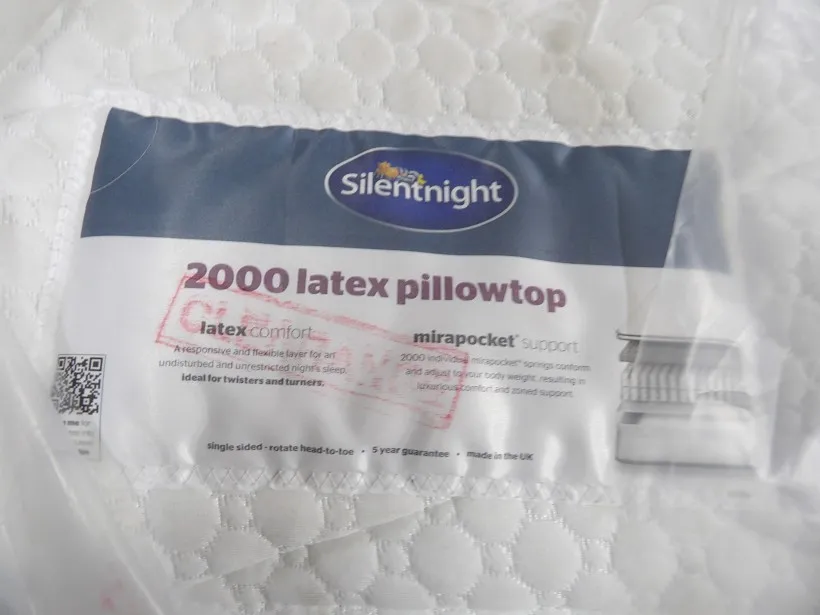 Silentnight
2000 latex pillowtop
CLEARANCE
latex comfort
A responsive and flexible layer for an
undisturbed and unrestricted night's sleep,
ideal for twisters and turners.
mirapocket® support
2000 individual mirapocket® springs conform
and adjust to your body weight, resulting in
luxurious comfort and zoned support.
single sided - rotate head-to-toe • 5 year guarantee • made in the UK